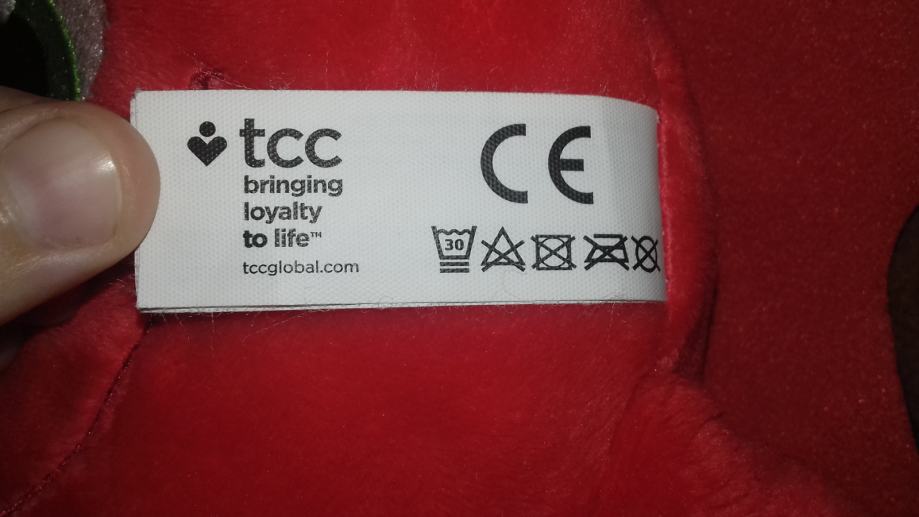 tcc
bringing
loyalty
to life™
tccglobal.com
CE
30